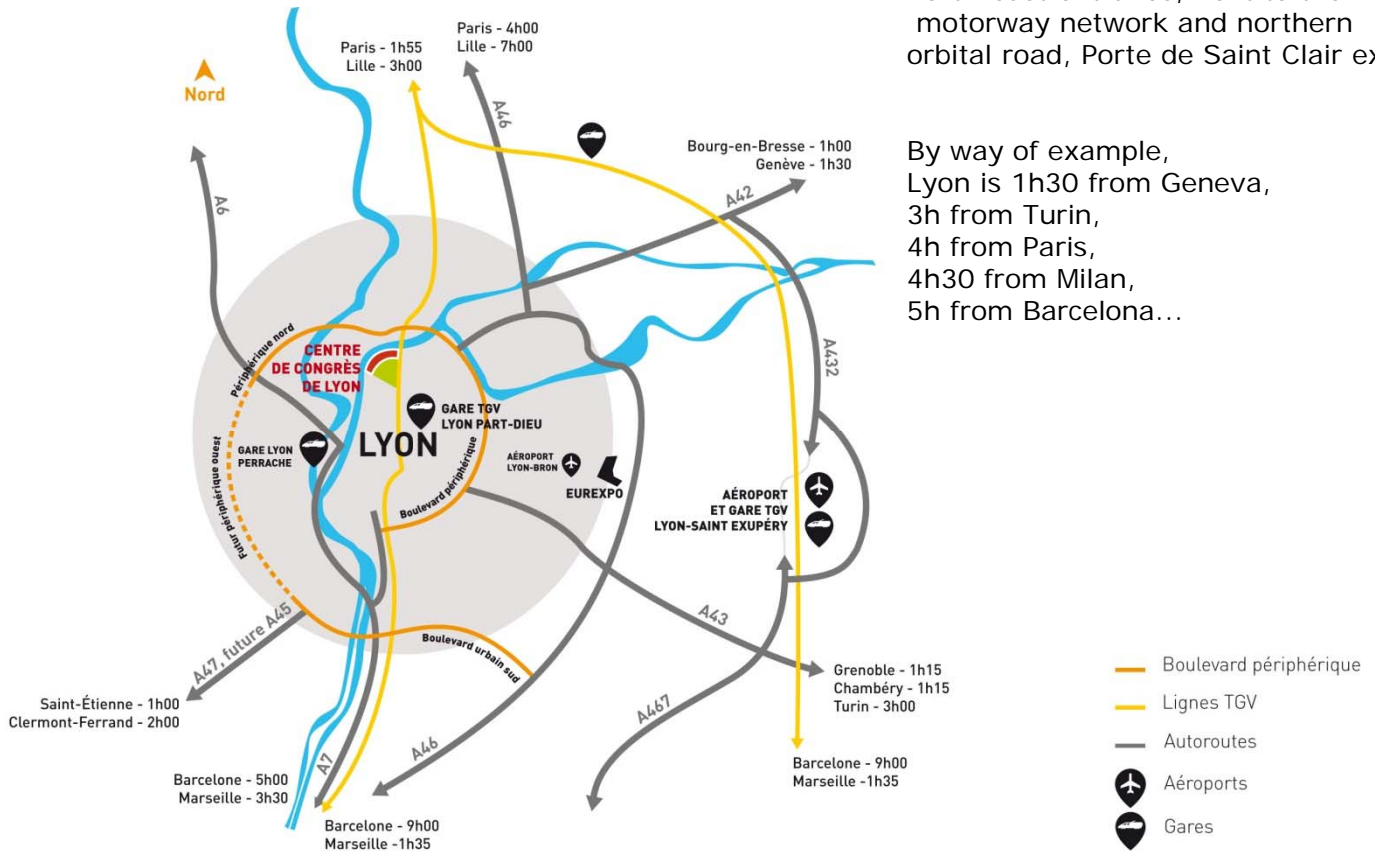 motorway network and northern
orbital road, Porte de Saint Clair
By way of example,
Lyon is 1h30 from Geneva,
3h from Turin,
4h from Paris,
4h30 from Milan,
5h from Barcelona...
Paris - 4h00
Lille - 7h00
Paris - 1h55
Lille - 3h00
Nord
A46
A6
Bourg-en-Bresse - 1h00
Genève - 1h30
A42
A432
Périphérique nord
CENTRE
DE CONGRÈS
DE LYON
GARE TGV
LYON PART-DIEU
LYON
GARE LYON
PERRACHE
AÉROPORT
LYON-BRON
EUREXPO
Boulevard périphérique
Futur périphérique ouest
AÉROPORT
ET GARE TGV
LYON-SAINT EXUPÉRY
A47, future A45
Boulevard urbain sud
A43
Saint-Étienne - 1h00
Clermont-Ferrand - 2h00
A7
A46
A467
Grenoble - 1h15
Chambéry - 1h15
Turin - 3h00
Barcelone - 5h00
Marseille - 3h30
Barcelone - 9h00
Marseille -1h35
Barcelone - 9h00
Marseille -1h35
Boulevard périphérique
Lignes TGV
Autoroutes
Aéroports
Gares